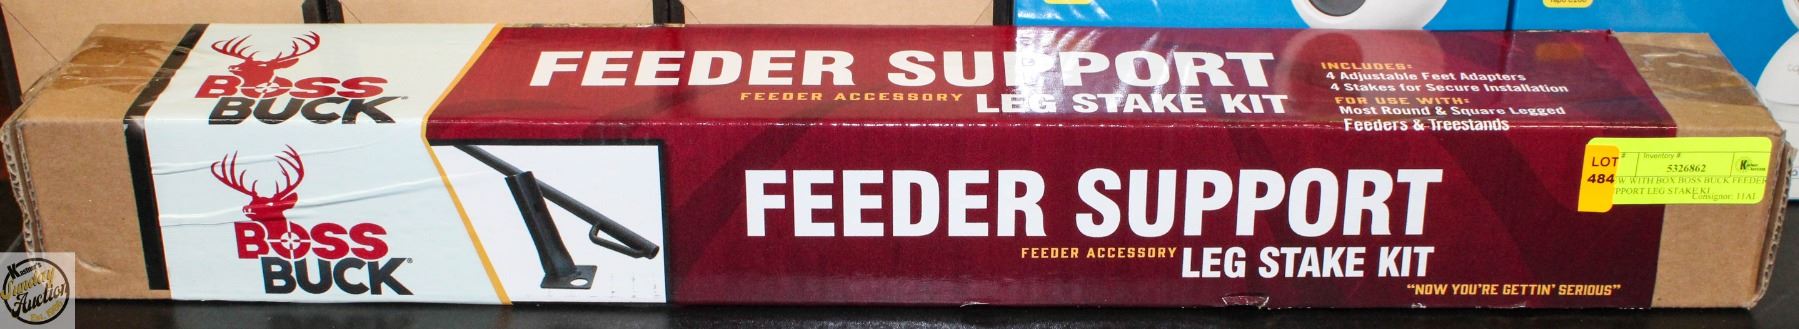 BOSS
BUCK
FEEDER SUPPORT
FEEDER ACCESSORY LEG STAKE KIT
INCLUDES:
4 Adjustable Feet Adapters
4 Stakes for Secure Installation
FOR USE WITH:
Most Round & Square Legged
Feeders & Treestands
BOSS
BUCK
FEEDER SUPPORT
FEEDER ACCESSORY LEG STAKE KIT
"NOW YOU'RE GETTIN' SERIOUS"
LOT
484
Inventory #:
5326862
WITH BOX BOSS BUCK FEEDER
PPORT LEG STAKE KI
Consignor: 11AI
Kastner's
Sunday
Auction